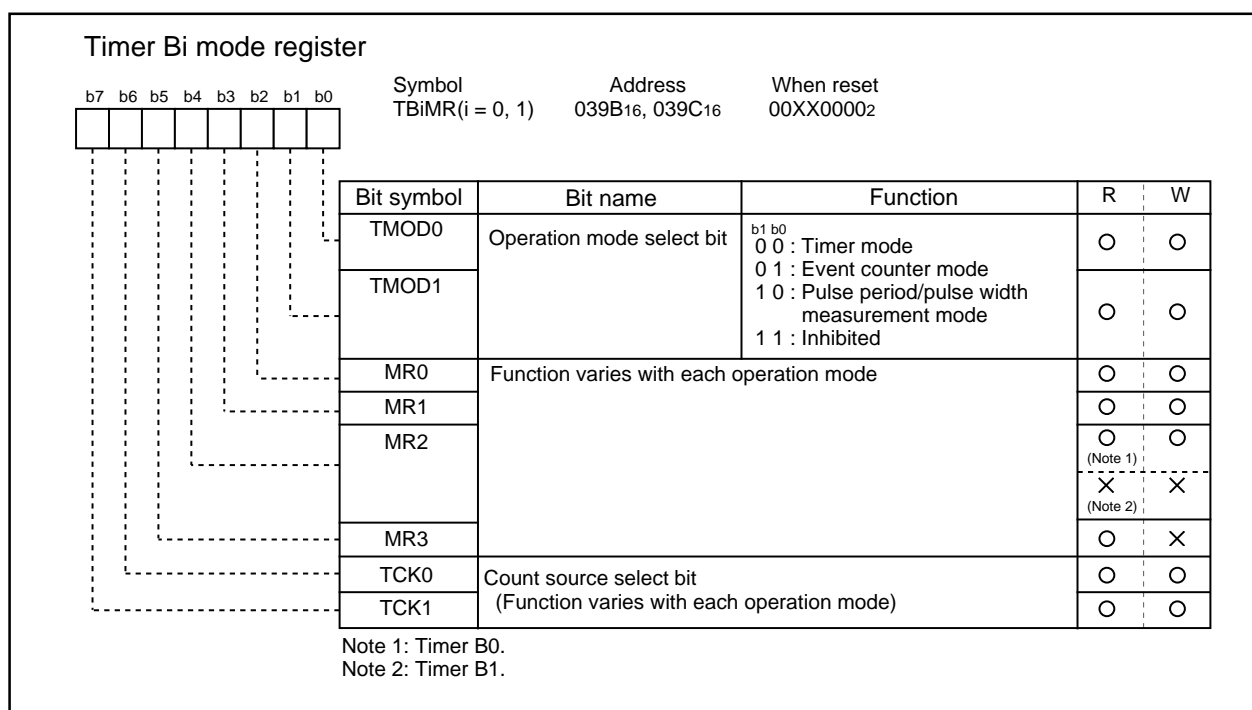 Timer Bi mode register
Symbol Address When reset
b7 b6 b5 b4 b3 b2 b1 b0
TBiMR(i = 0, 1) 039B16, 039C16 00XX00002
Bit symbol Bit name Function R W
TMOD0 Operation mode select bit b1 b0
0 0 : Timer mode
0 1 : Event counter mode
TMOD1 1 0 : Pulse period/pulse width
measurement mode
1 1 : Inhibited
MR0 Function varies with each operation mode
MR1
MR2
(Note 1)
(Note 2)
MR3
TCK0 Count source select bit
TCK1 (Function varies with each operation mode)
Note 1: Timer B0.
Note 2: Timer B1.